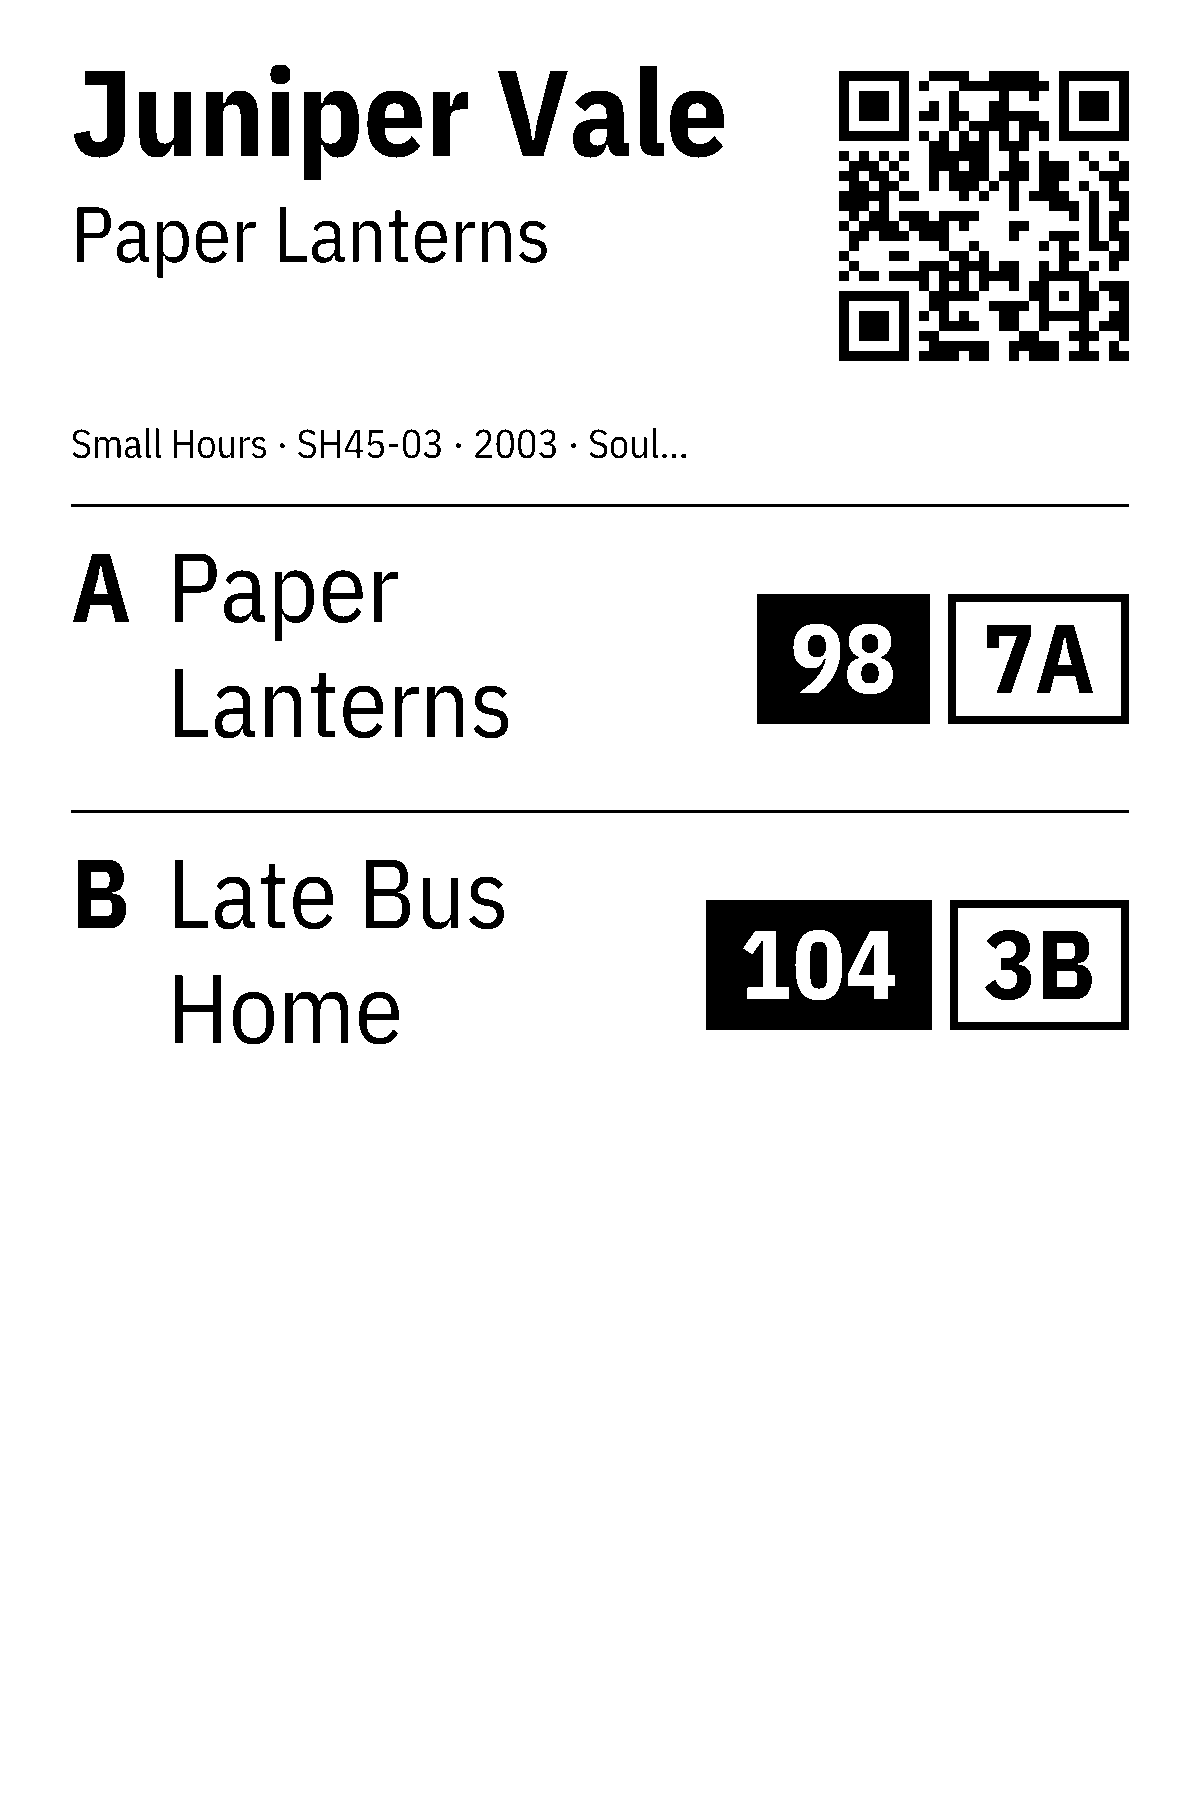 Juniper Vale
Paper Lanterns
Small Hours · SH45-03 · 2003 · Soul...
A Paper
Lanterns
98 7A
B Late Bus
Home
104 3B